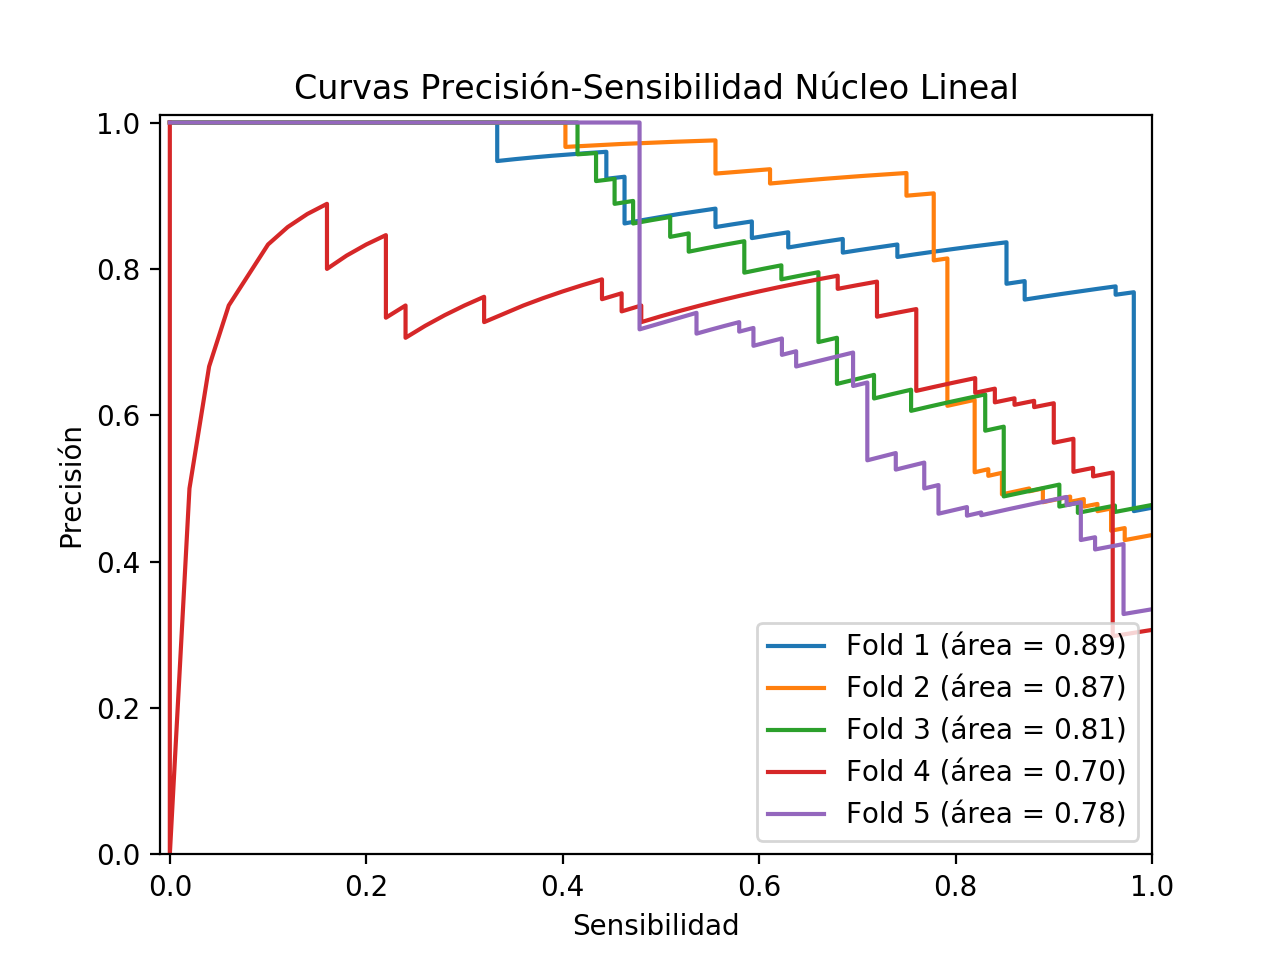 Curvas Precisión-Sensibilidad Núcleo Lineal
1.0
0.8
0.6
0.4
0.2
0.0
Precisión
0.0 0.2 0.4 0.6 0.8 1.0
Sensibilidad
Fold 1 (área = 0.89)
Fold 2 (área = 0.87)
Fold 3 (área = 0.81)
Fold 4 (área = 0.70)
Fold 5 (área = 0.78)